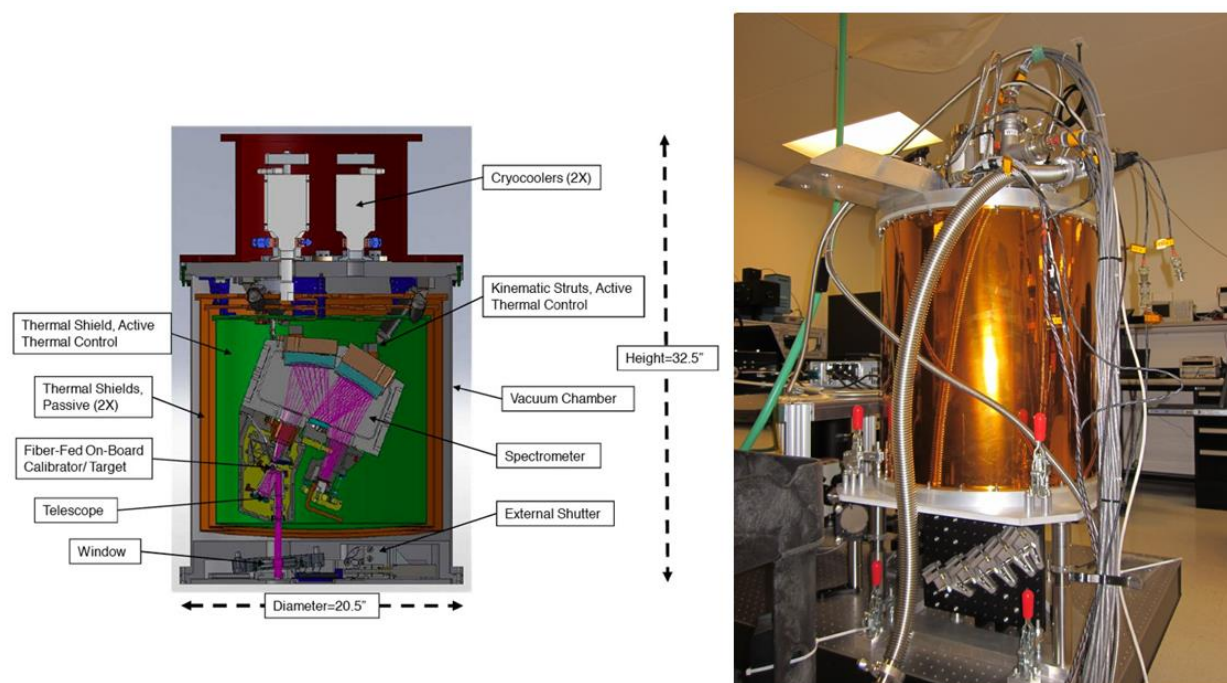 Cryocoolers (2X)
Kinematic Struts, Active
Thermal Control
Thermal Shield, Active
Thermal Control
Height=32.5”
Thermal Shields,
Passive (2X)
Vacuum Chamber
Fiber-Fed On-Board
Calibrator/ Target
Spectrometer
Telescope
External Shutter
Window
Diameter=20.5”